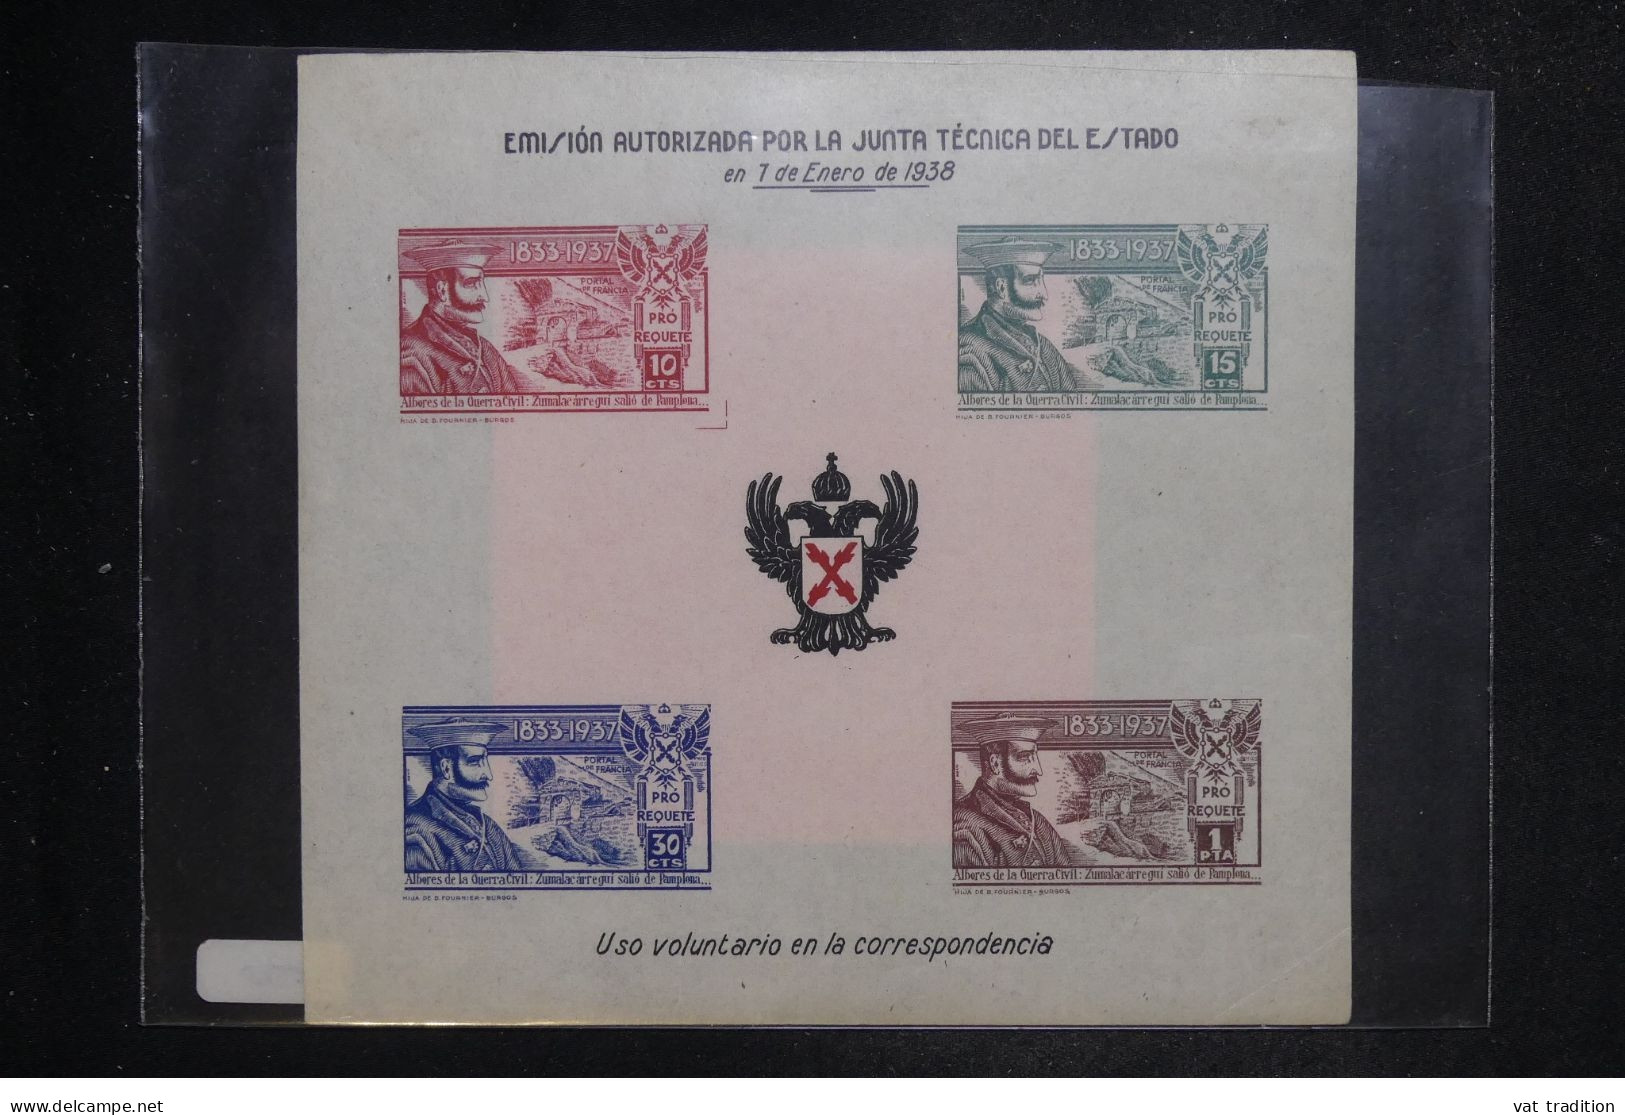 EMISIÓN AUTORIZADA POR LA JUNTA TÉCNICA DEL ESTADO
en 7 de Enero de 1938
1833-1937
PORTAL
DE FRANCIA
PRÓ
REQUETE
10
CTS
Albores de la Guerra Civil: Zumalacárregui salió de Pamplona...
HIJA DE B. FOURNIER - BURGOS
1833-1937
PORTAL
DE FRANCIA
PRÓ
REQUETE
15
CTS
Albores de la Guerra Civil: Zumalacárregui salió de Pamplona...
HIJA DE B. FOURNIER - BURGOS
1833-1937
PORTAL
DE FRANCIA
PRÓ
REQUETE
30
CTS
Albores de la Guerra Civil: Zumalacárregui salió de Pamplona...
HIJA DE B. FOURNIER - BURGOS
1833-1937
PORTAL
DE FRANCIA
PRÓ
REQUETE
1
PTA
Albores de la Guerra Civil: Zumalacárregui salió de Pamplona...
HIJA DE B. FOURNIER - BURGOS
Uso voluntario en la correspondencia
delcampe.net
vat tradition